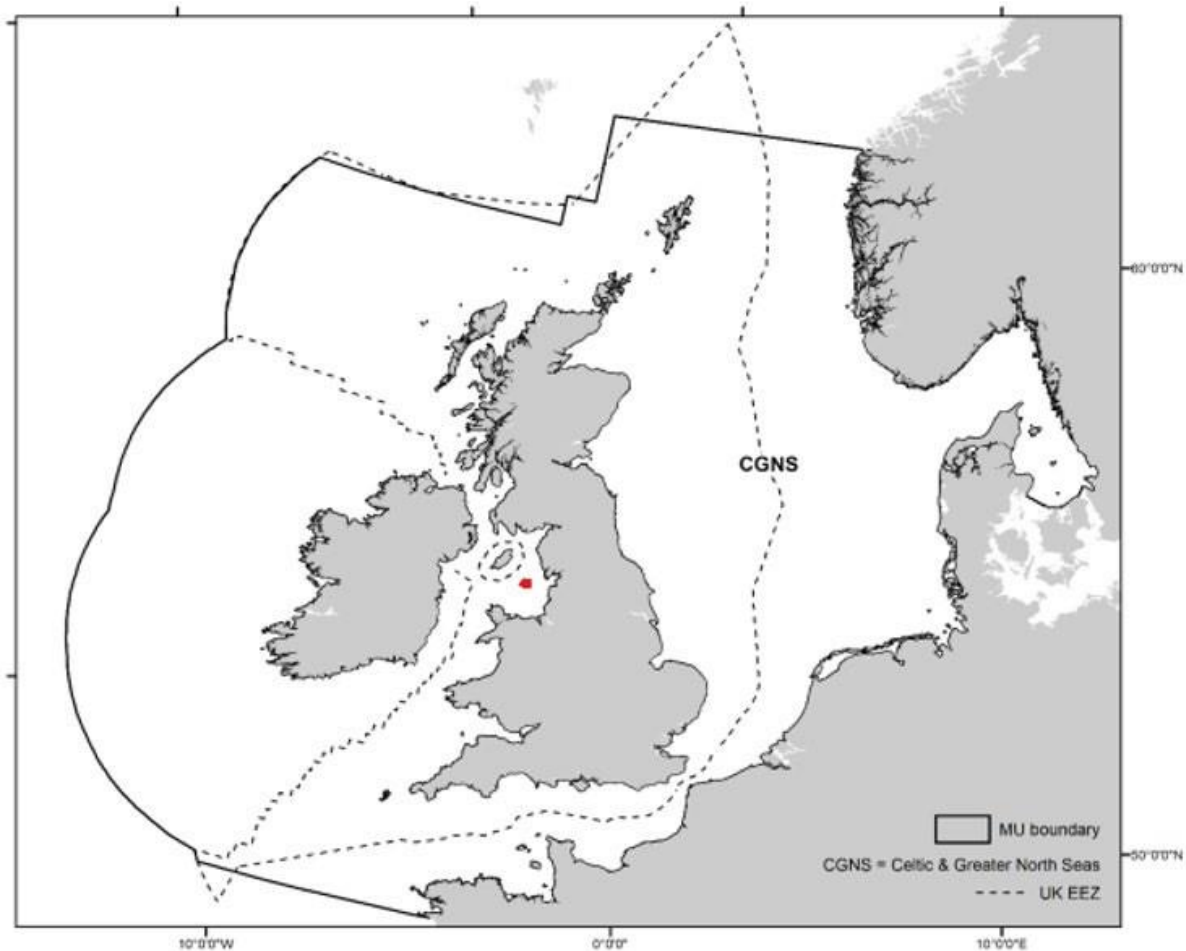 60°0'0"N
CGNS
MU boundary
CGNS = Celtic & Greater North Seas
UK EEZ
50°0'0"N
10°0'0"W
0°0'0"
10°0'0"E